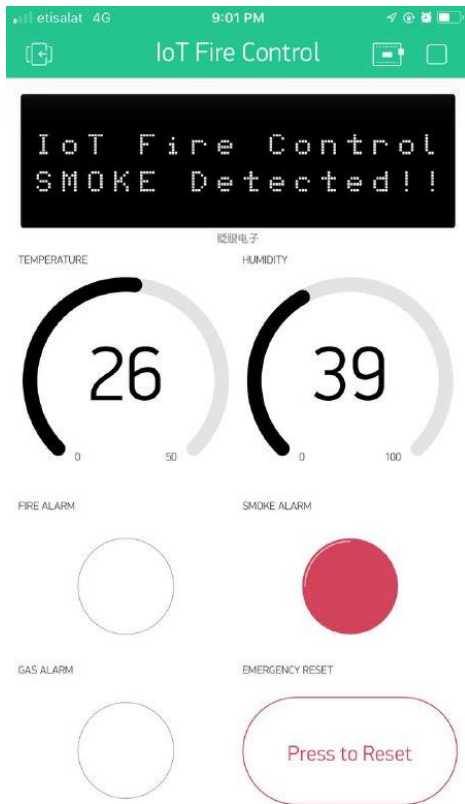 etisalat 4G 9:01 PM
IoT Fire Control
IoT Fire Control
SMOKE Detected!!
眨眼电子
TEMPERATURE HUMIDITY
26 39
0 50 0 100
FIRE ALARM SMOKE ALARM
GAS ALARM EMERGENCY RESET
Press to Reset